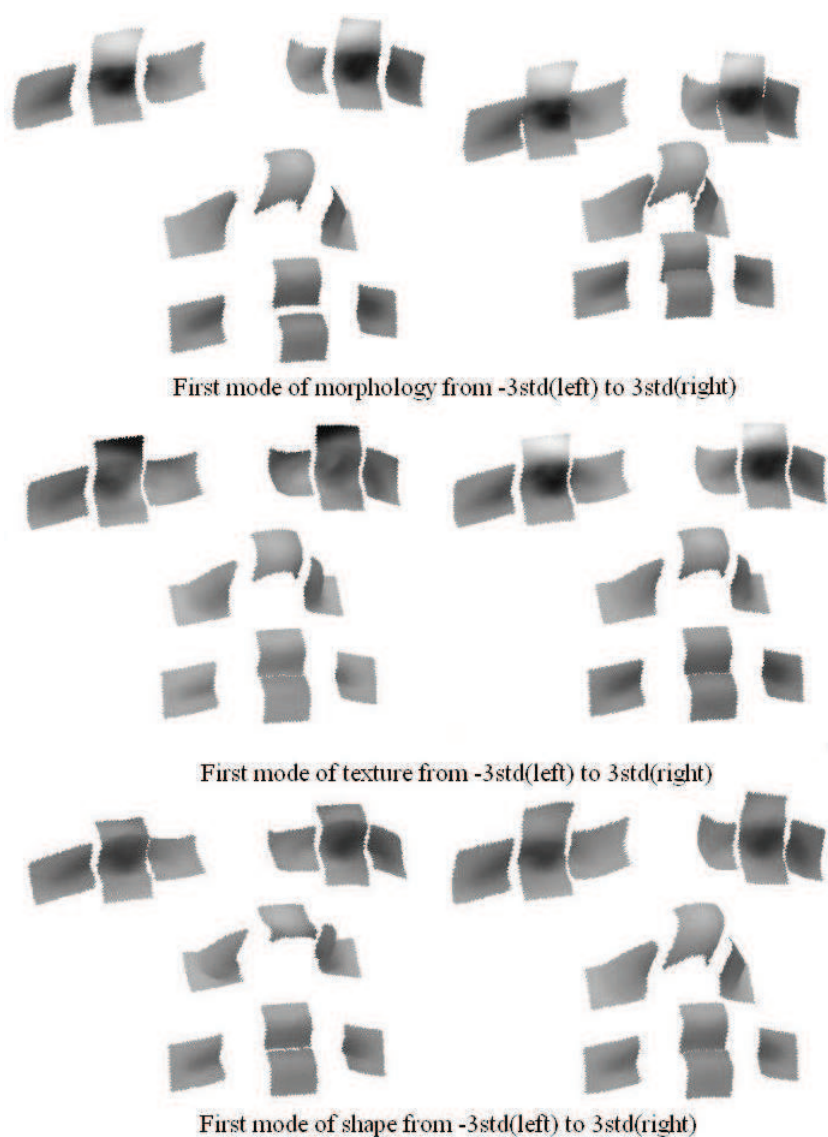 First mode of morphology from -3std(left) to 3std(right)
First mode of texture from -3std(left) to 3std(right)
First mode of shape from -3std(left) to 3std(right)